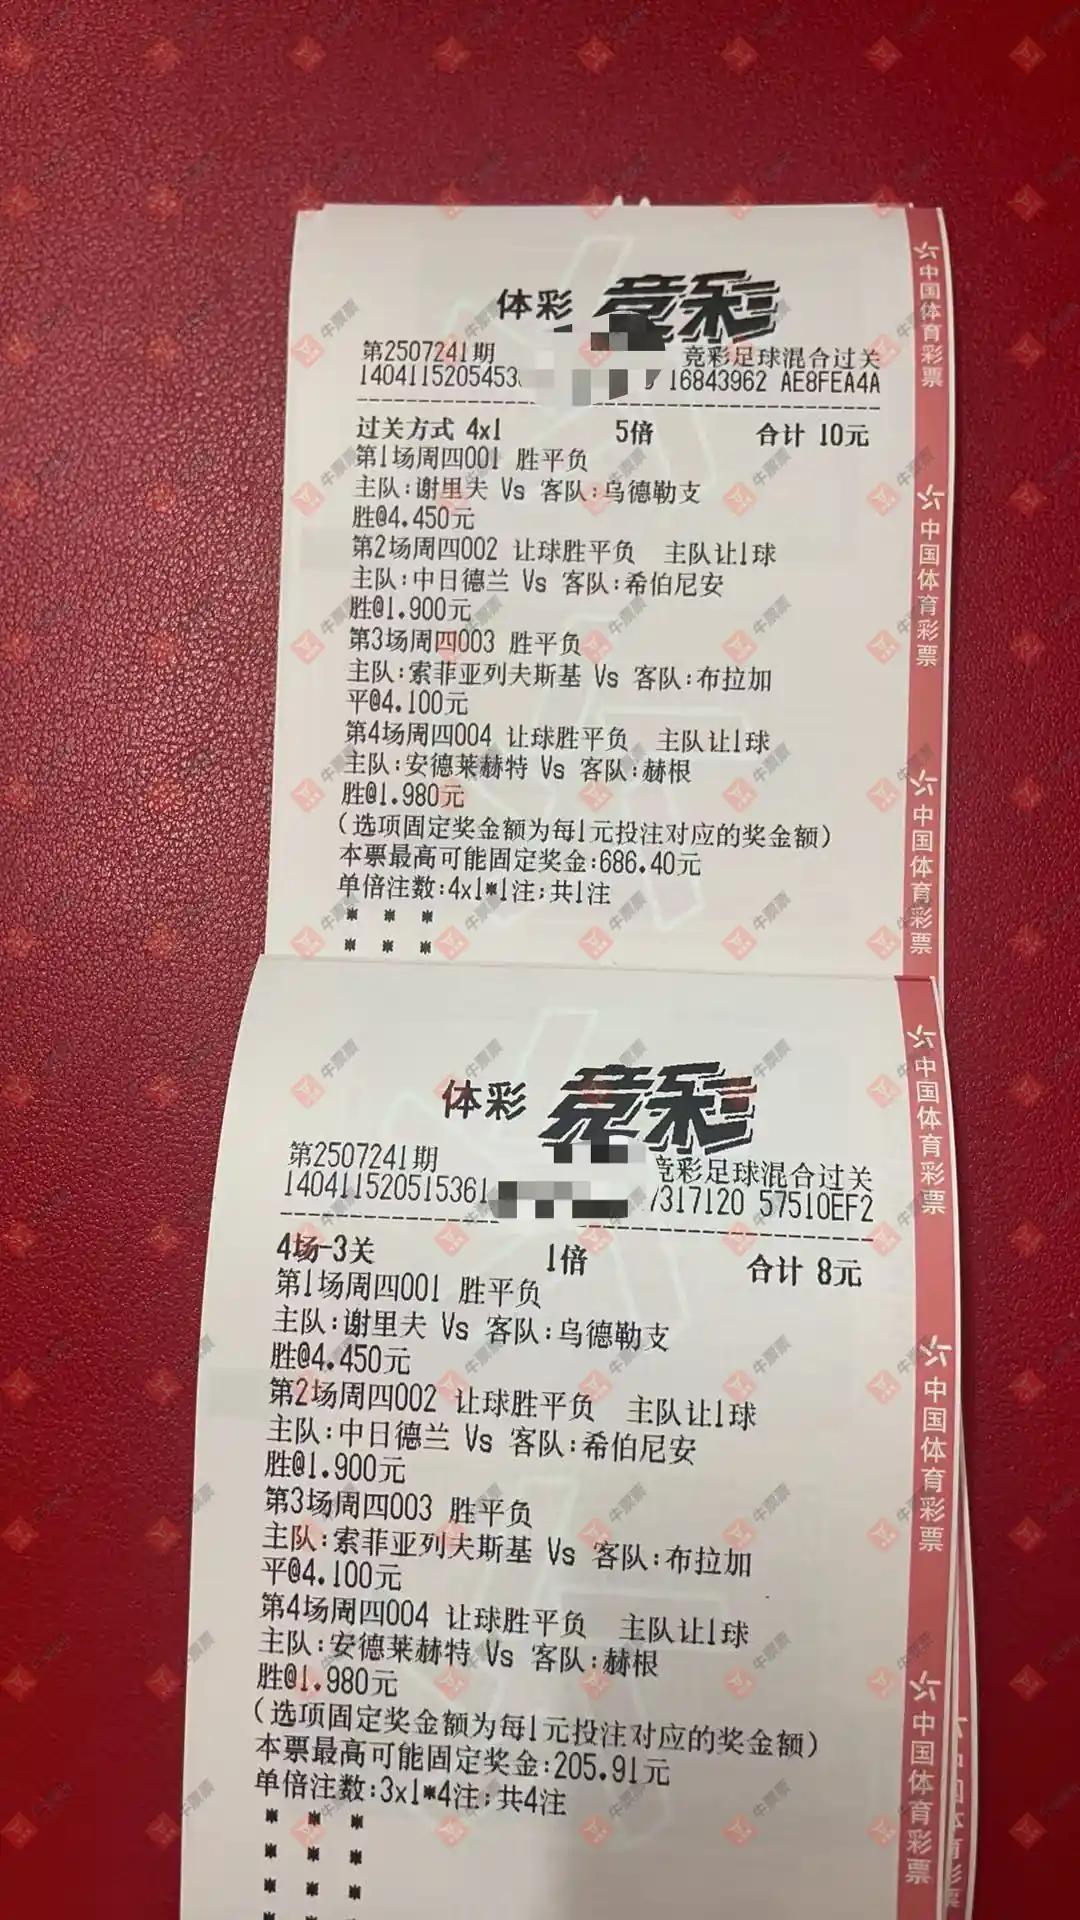 体彩 竞彩
第2507241期 竞彩足球混合过关
1404115205453 16843962 AE8FEA4A
过关方式 4x1 5倍 合计 10元
第1场周四001 胜平负
主队:谢里夫 Vs 客队:乌德勒支
胜@4.450元
第2场周四002 让球胜平负 主队让1球
主队:中日德兰 Vs 客队:希伯尼安
胜@1.900元
第3场周四003 胜平负
主队:索菲亚列夫斯基 Vs 客队:布拉加
平@4.100元
第4场周四004 让球胜平负 主队让1球
主队:安德莱赫特 Vs 客队:赫根
胜@1.980元
(选项固定奖金额为每1元投注对应的奖金额)
本票最高可能固定奖金:686.40元
单倍注数:4x1*1注;共1注
* * *
* * *
体彩 竞彩
第2507241期 竞彩足球混合过关
140411520515361 7317120 57510EF2
4场-3关 1倍 合计 8元
第1场周四001 胜平负
主队:谢里夫 Vs 客队:乌德勒支
胜@4.450元
第2场周四002 让球胜平负 主队让1球
主队:中日德兰 Vs 客队:希伯尼安
胜@1.900元
第3场周四003 胜平负
主队:索菲亚列夫斯基 Vs 客队:布拉加
平@4.100元
第4场周四004 让球胜平负 主队让1球
主队:安德莱赫特 Vs 客队:赫根
胜@1.980元
(选项固定奖金额为每1元投注对应的奖金额)
本票最高可能固定奖金:205.91元
单倍注数:3x1*4注;共4注
* * *
* * *
* * *
中国体育彩票
中国体育彩票
中国体育彩票
中国体育彩票
中国体育彩票
中国体育彩票
牛票票